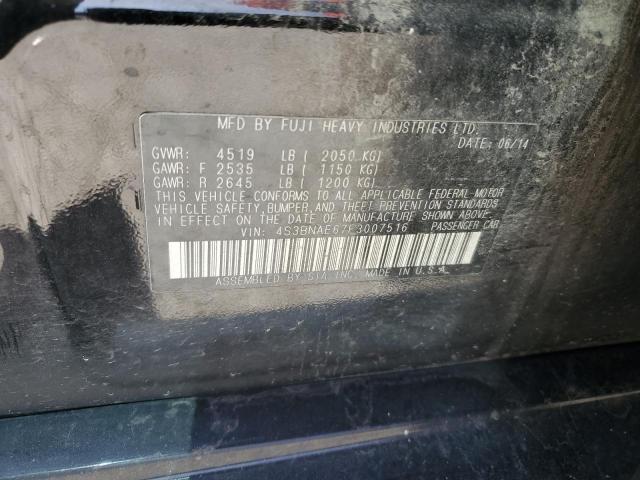 MFD BY FUJI HEAVY INDUSTRIES LTD.
DATE: 06/14
GVWR: 4519 LB ( 2050 KG)
GAWR: F 2535 LB ( 1150 KG)
GAWR: R 2645 LB ( 1200 KG)
THIS VEHICLE CONFORMS TO ALL APPLICABLE FEDERAL MOTOR
VEHICLE SAFETY, BUMPER, AND THEFT PREVENTION STANDARDS
IN EFFECT ON THE DATE OF MANUFACTURE SHOWN ABOVE.
VIN: 4S3BNAE67F3007516 PASSENGER CAR
ASSEMBLED BY SIA INC. MADE IN U.S.A.